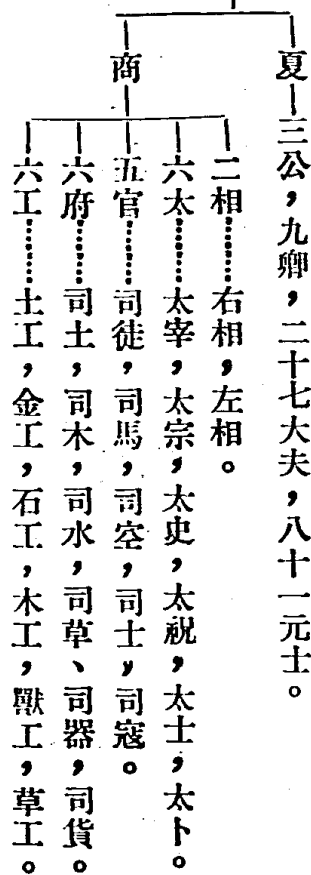 夏—三公，九卿，二十七大夫，八十一元士。
商
二相………右相，左相。
六太………太宰，太宗，太史，太祝，太士，太卜。
五官………司徒，司馬，司空，司士，司寇。
六府………司土，司木，司水，司草、司器，司貨。
六工………土工，金工，石工，木工，獸工，草工。